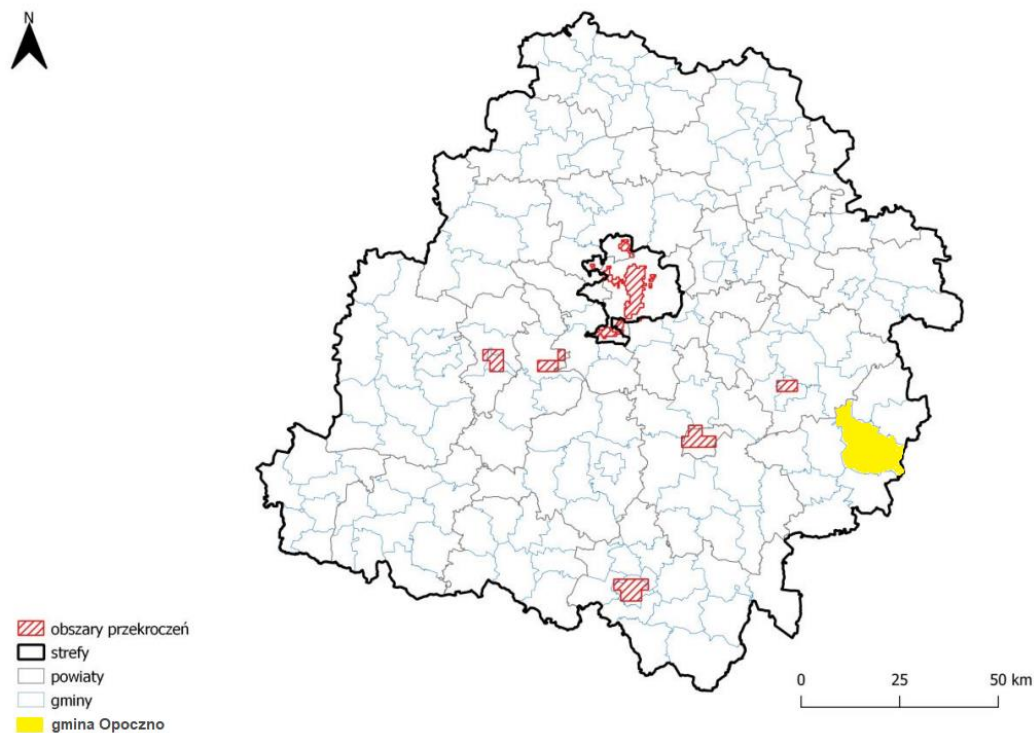 N
obszary przekroczeń
strefy
powiaty
gminy
gmina Opoczno
0 25 50 km